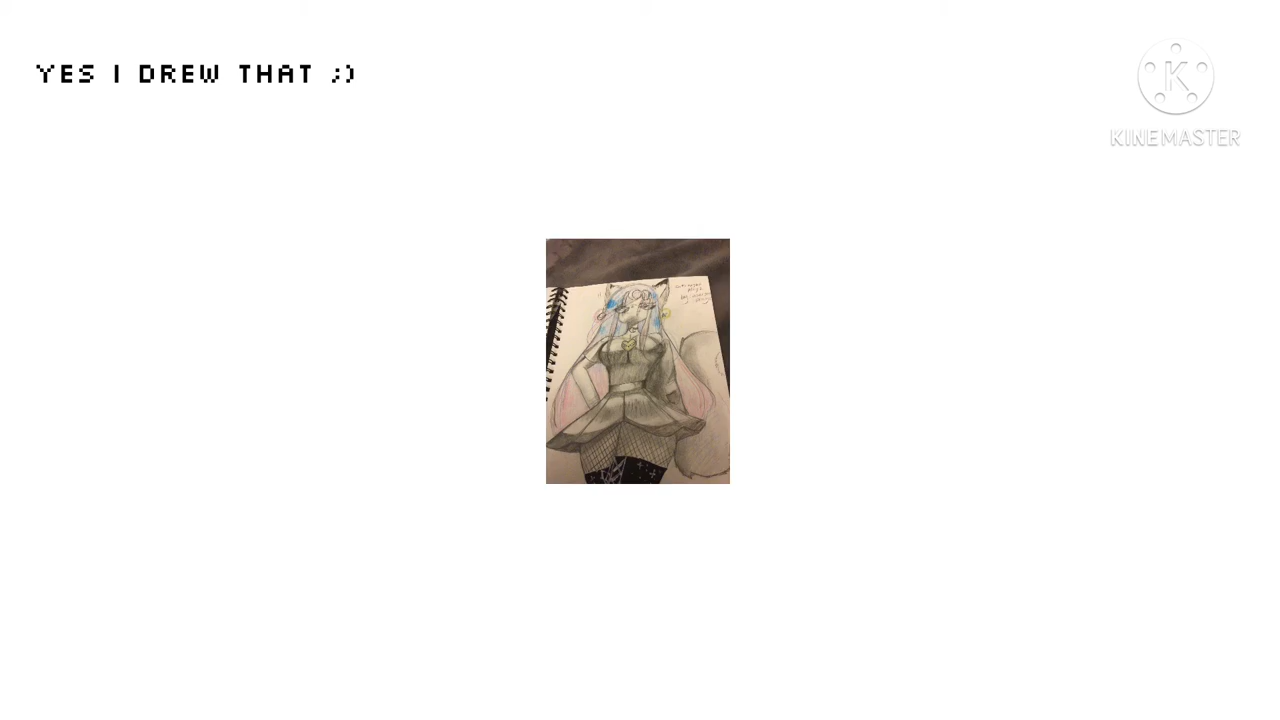 YES I DREW THAT ;)
KINEMASTER